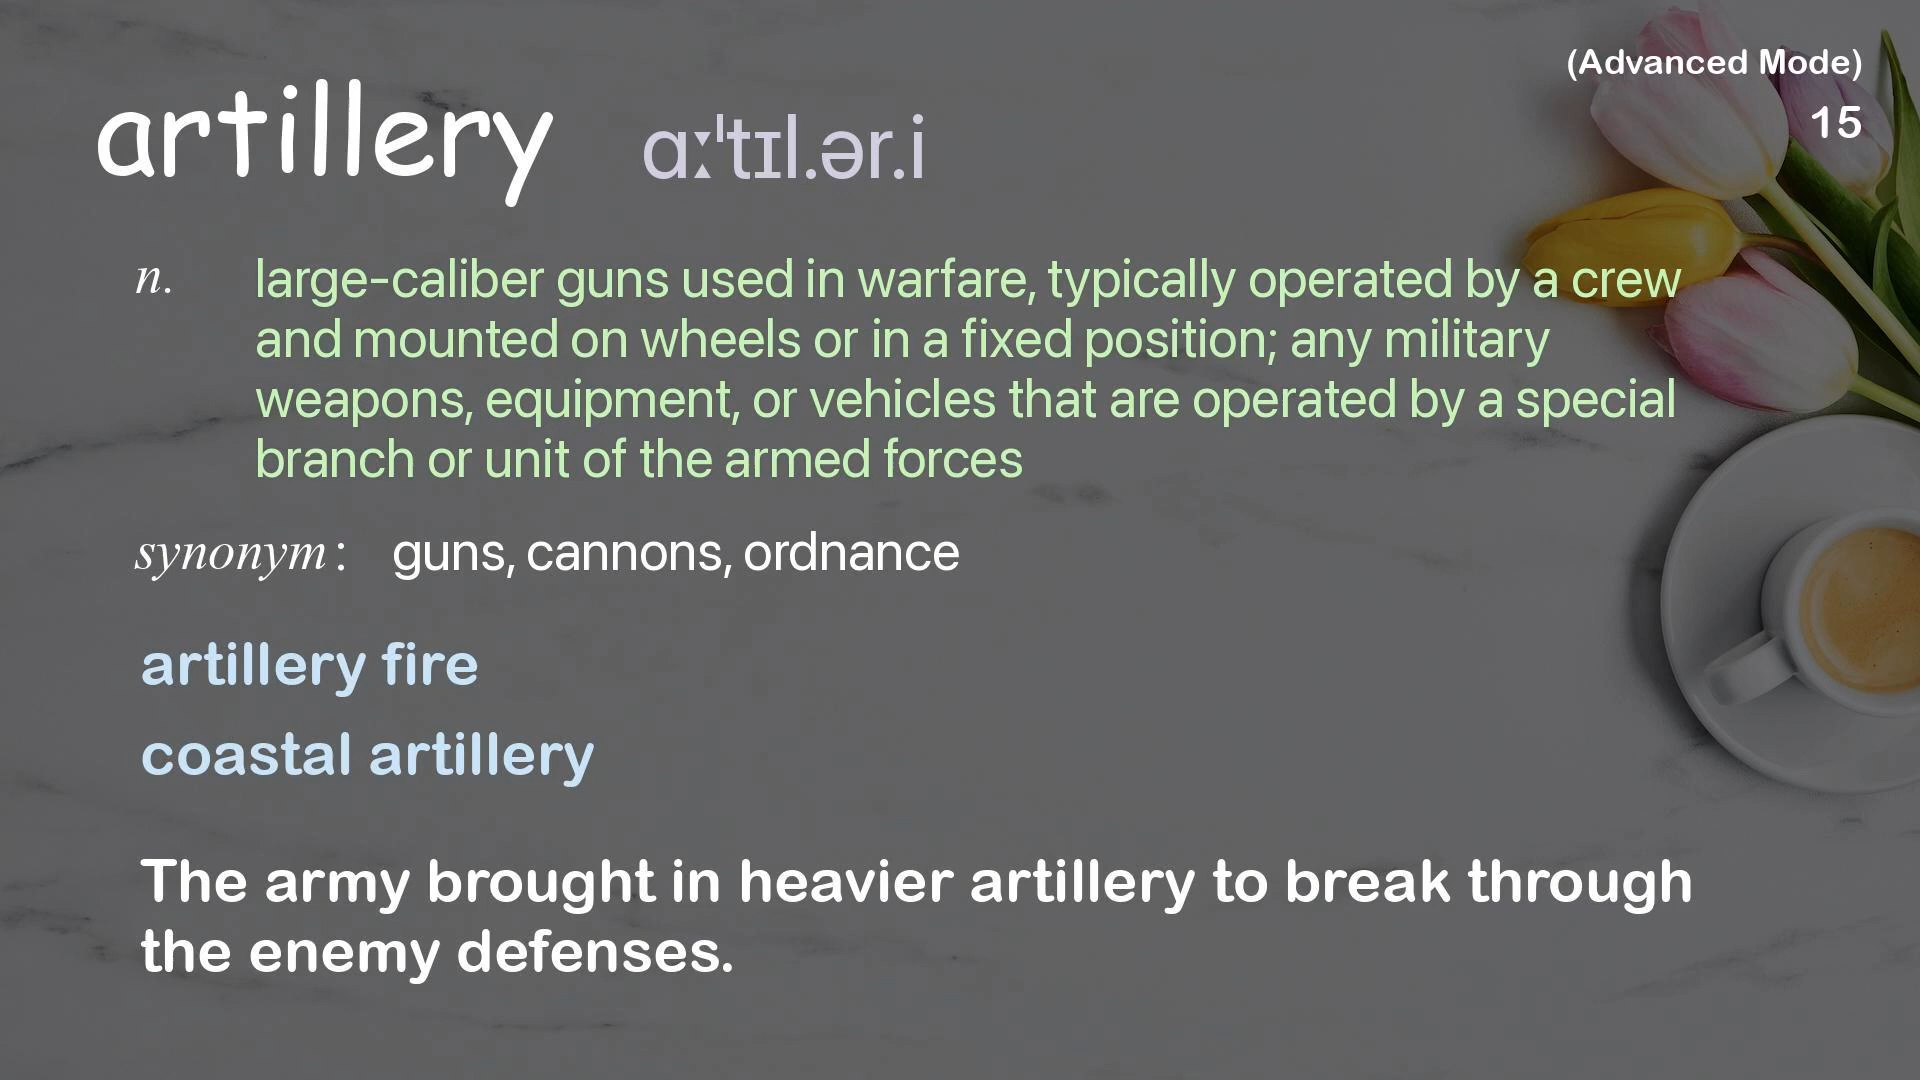 (Advanced Mode)
15
artillery ɑːˈtɪl.ər.i
n. large-caliber guns used in warfare, typically operated by a crew
and mounted on wheels or in a fixed position; any military
weapons, equipment, or vehicles that are operated by a special
branch or unit of the armed forces
synonym: guns, cannons, ordnance
artillery fire
coastal artillery
The army brought in heavier artillery to break through
the enemy defenses.